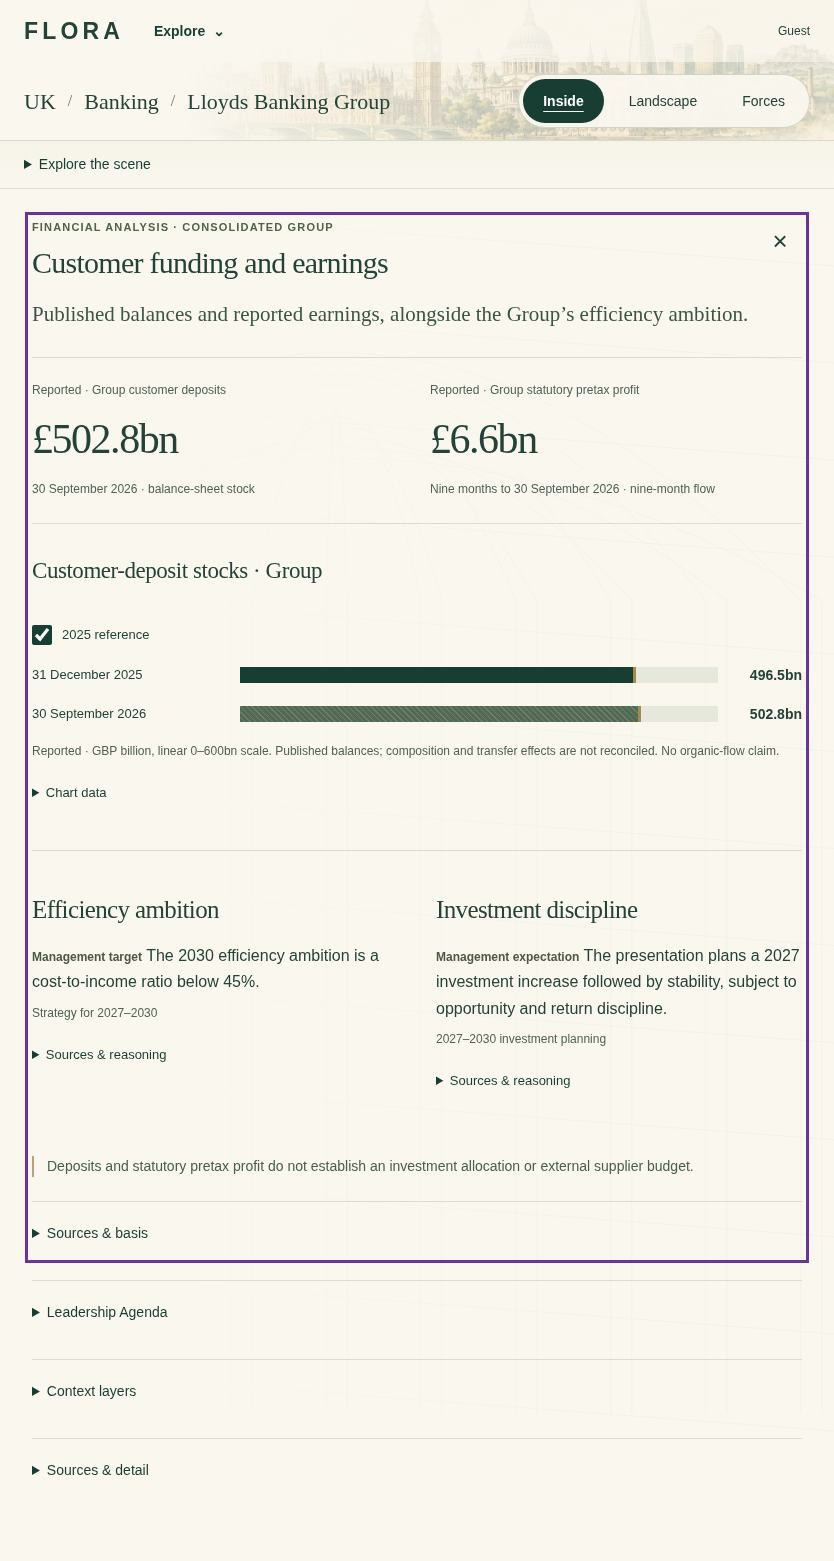 FLORA
Explore
Guest
UK / Banking / Lloyds Banking Group
Inside
Landscape
Forces
Explore the scene
FINANCIAL ANALYSIS · CONSOLIDATED GROUP
Customer funding and earnings
Published balances and reported earnings, alongside the Group’s efficiency ambition.
Reported · Group customer deposits
£502.8bn
30 September 2026 · balance-sheet stock
Reported · Group statutory pretax profit
£6.6bn
Nine months to 30 September 2026 · nine-month flow
Customer-deposit stocks · Group
2025 reference
31 December 2025
496.5bn
30 September 2026
502.8bn
Reported · GBP billion, linear 0–600bn scale. Published balances; composition and transfer effects are not reconciled. No organic-flow claim.
Chart data
Efficiency ambition
Management target The 2030 efficiency ambition is a
cost-to-income ratio below 45%.
Strategy for 2027–2030
Sources & reasoning
Investment discipline
Management expectation The presentation plans a 2027
investment increase followed by stability, subject to
opportunity and return discipline.
2027–2030 investment planning
Sources & reasoning
Deposits and statutory pretax profit do not establish an investment allocation or external supplier budget.
Sources & basis
Leadership Agenda
Context layers
Sources & detail